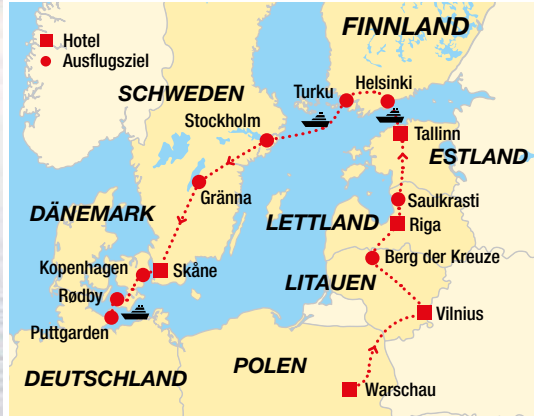 FINNLAND
Hotel
Ausflugsziel
Turku
Helsinki
SCHWEDEN
Stockholm
Tallinn
ESTLAND
Gränna
Saulkrasti
DÄNEMARK
LETTLAND
Riga
Kopenhagen
Skåne
Berg der Kreuze
LITAUEN
Rødby
Vilnius
Puttgarden
POLEN
DEUTSCHLAND
Warschau